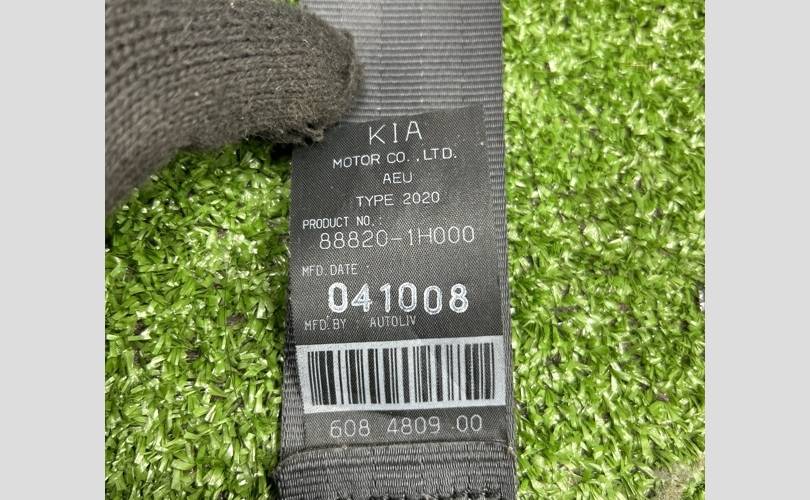 KIA
MOTOR CO.,LTD.
AEU
TYPE 2020
PRODUCT NO.:
88820-1H000
MFD.DATE :
041008
MFD.BY : AUTOLIV
608 4809 00